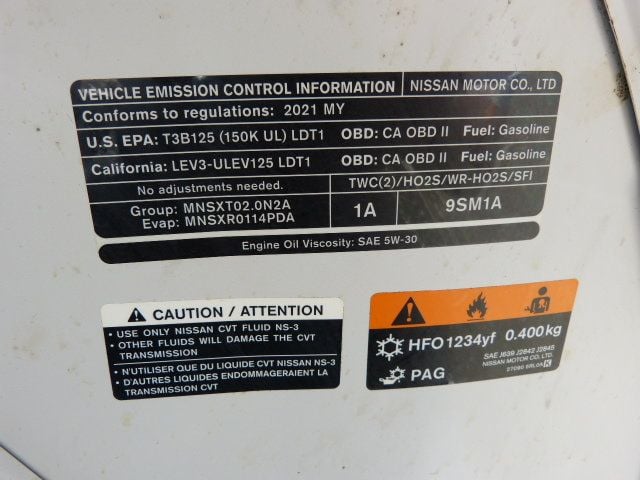 VEHICLE EMISSION CONTROL INFORMATION NISSAN MOTOR CO., LTD
Conforms to regulations: 2021 MY
U.S. EPA: T3B125 (150K UL) LDT1 OBD: CA OBD II Fuel: Gasoline
California: LEV3-ULEV125 LDT1 OBD: CA OBD II Fuel: Gasoline
No adjustments needed. TWC(2)/HO2S/WR-HO2S/SFI
Group: MNSXT02.0N2A
Evap: MNSXR0114PDA
1A 9SM1A
Engine Oil Viscosity: SAE 5W-30
CAUTION / ATTENTION
• USE ONLY NISSAN CVT FLUID NS-3
• OTHER FLUIDS WILL DAMAGE THE CVT
TRANSMISSION
• N'UTILISER QUE DU LIQUIDE CVT NISSAN NS-3
• D'AUTRES LIQUIDES ENDOMMAGERAIENT LA
TRANSMISSION CVT
HFO1234yf 0.400kg
SAE J639 J2842 J2845
NISSAN MOTOR CO. LTD.
PAG